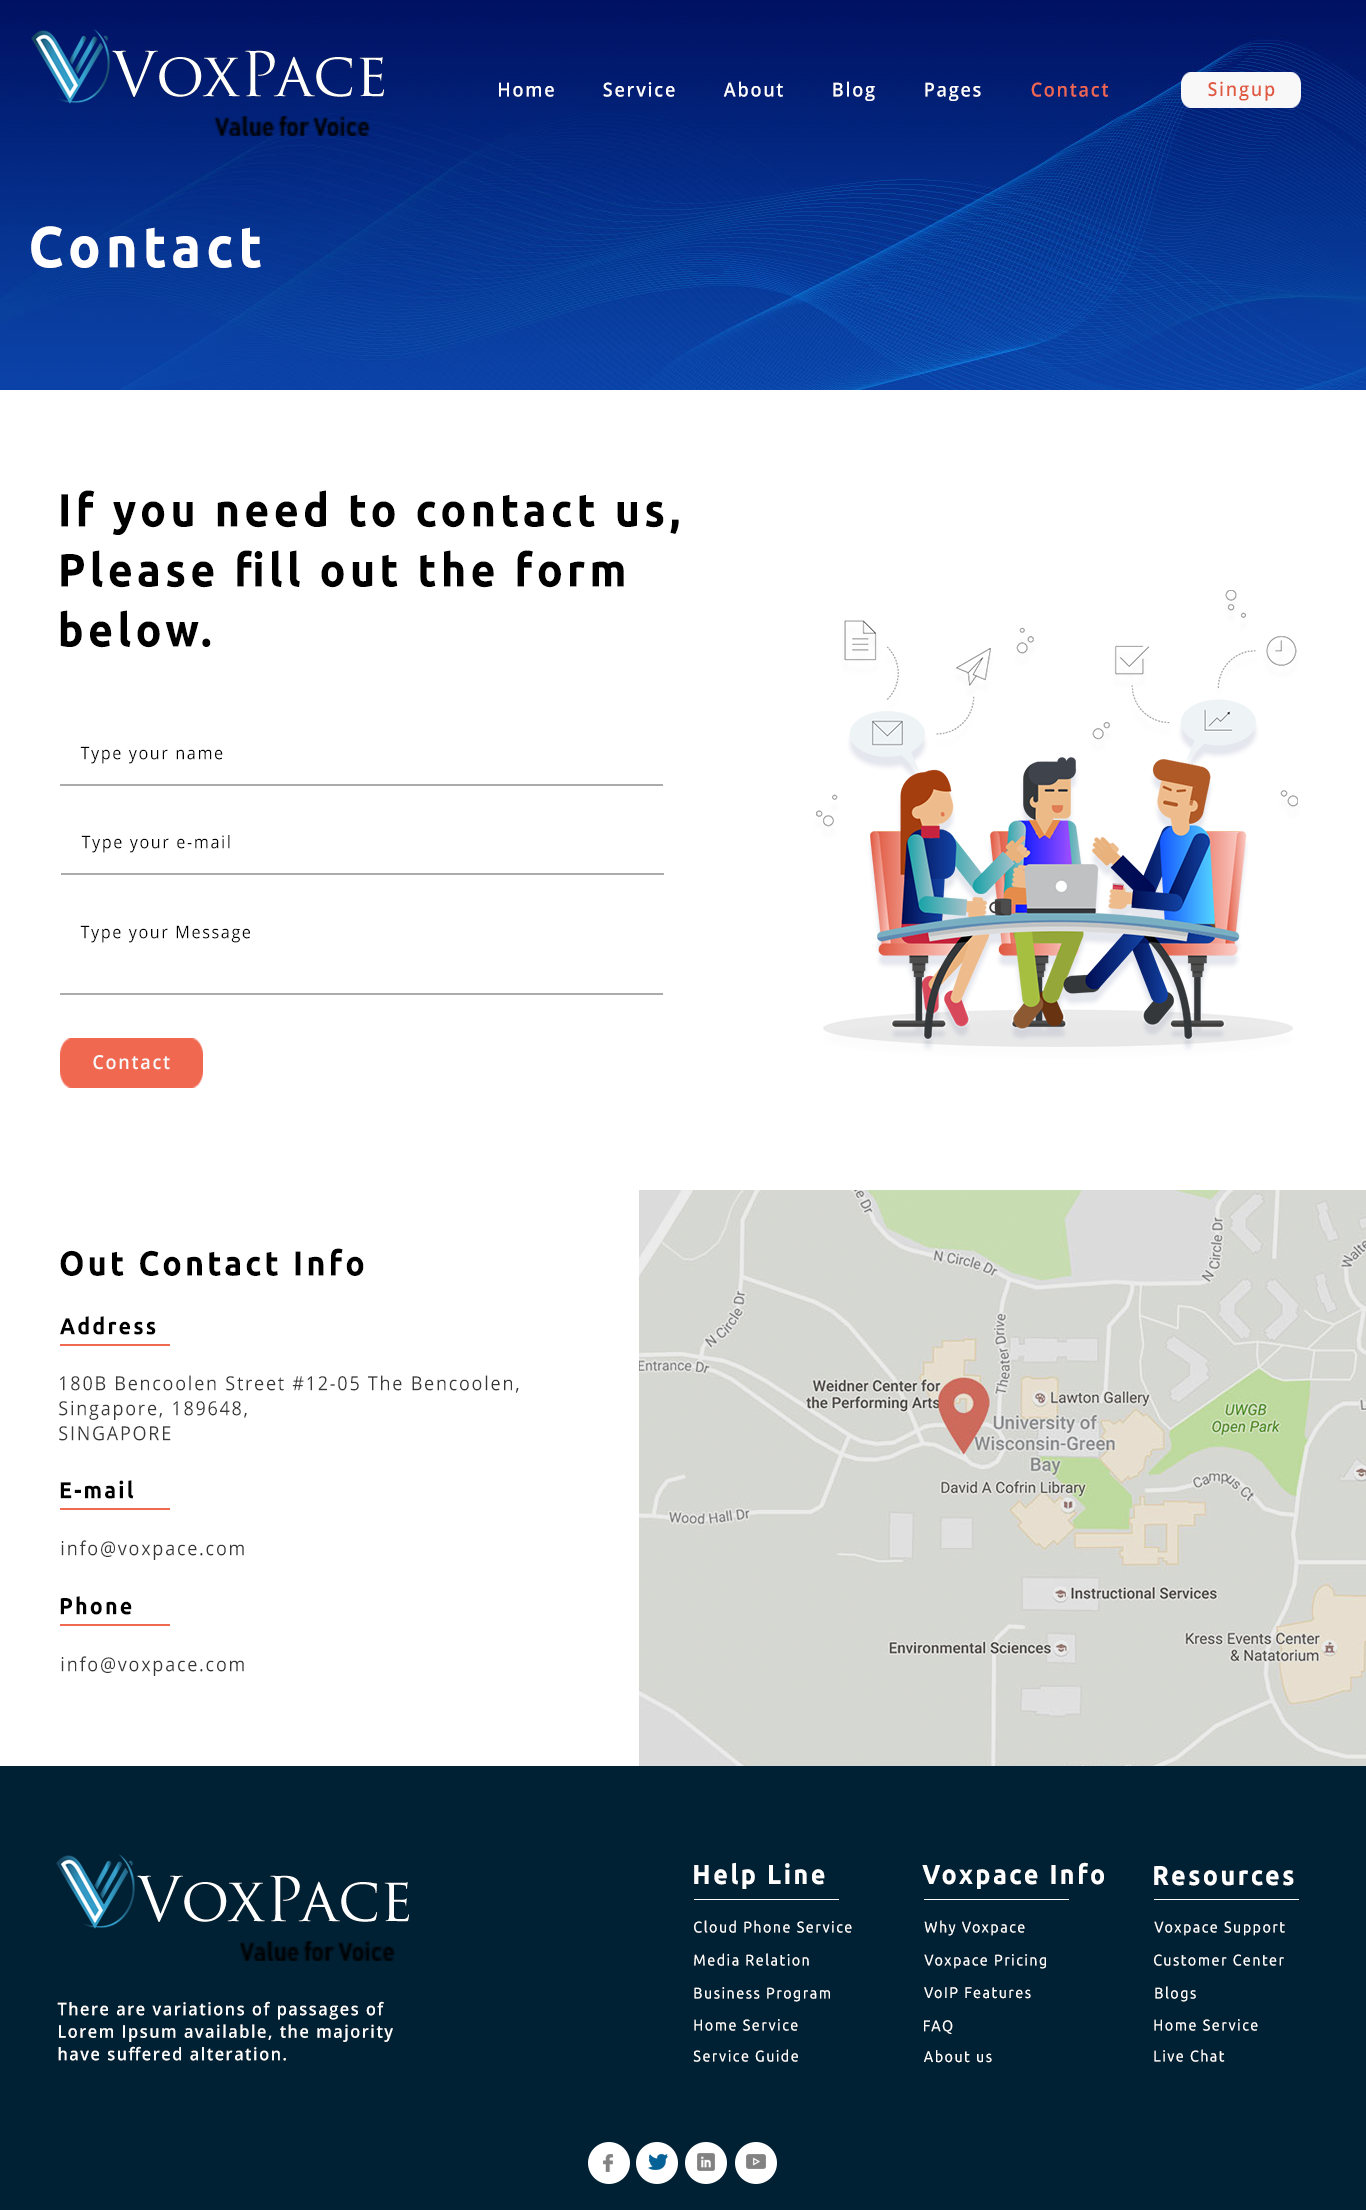 VOXPACE
Value for Voice
Home Service About Blog Pages Contact Singup
Contact
If you need to contact us,
Please fill out the form
below.
Type your name
Type your e-mail
Type your Message
Contact
Out Contact Info
Address
180B Bencoolen Street #12-05 The Bencoolen,
Singapore, 189648,
SINGAPORE
E-mail
info@voxpace.com
Phone
info@voxpace.com
e Dr
N Circle Dr
N Circle Dr
Walte
N Circle Dr
Theater Drive
Entrance Dr
Weidner Center for
the Performing Arts
Lawton Gallery
University of
Wisconsin-Green
Bay
UWGB
Open Park
David A Cofrin Library
Campus Ct
Wood Hall Dr
Instructional Services
Environmental Sciences
Kress Events Center
& Natatorium
VOXPACE
Value for Voice
There are variations of passages of
Lorem Ipsum available, the majority
have suffered alteration.
Help Line
Cloud Phone Service
Media Relation
Business Program
Home Service
Service Guide
Voxpace Info
Why Voxpace
Voxpace Pricing
VoIP Features
FAQ
About us
Resources
Voxpace Support
Customer Center
Blogs
Home Service
Live Chat